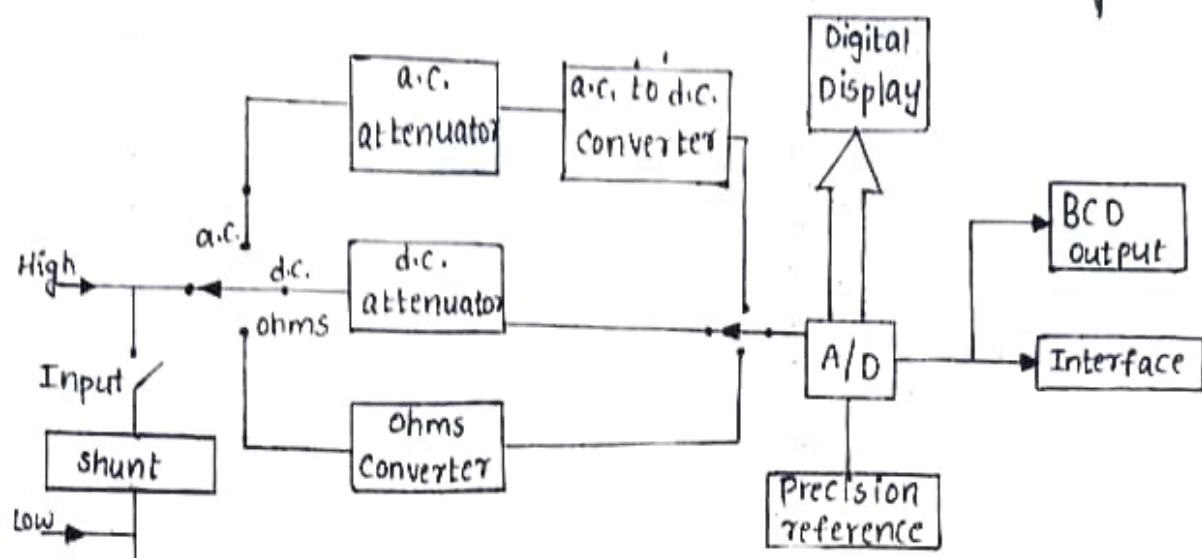 Digital
Display
a.c.
attenuator
a.c. to d.c.
converter
BCD
output
a.c.
High
d.c.
d.c.
attenuator
ohms
A/D
Interface
Input
Shunt
Ohms
Converter
Low
Precision
reference